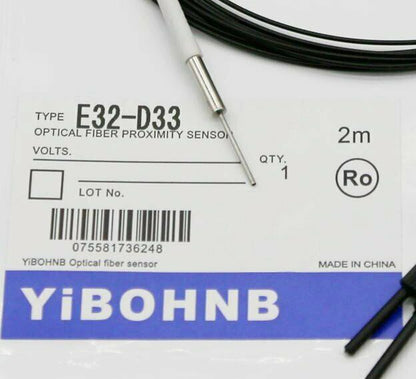 TYPE E32-D33
OPTICAL FIBER PROXIMITY SENSOR
2m
VOLTS.
QTY.
1
Ro
LOT No.
075581736248
YiBOHNB Optical fiber sensor
MADE IN CHINA
YiBOHNB